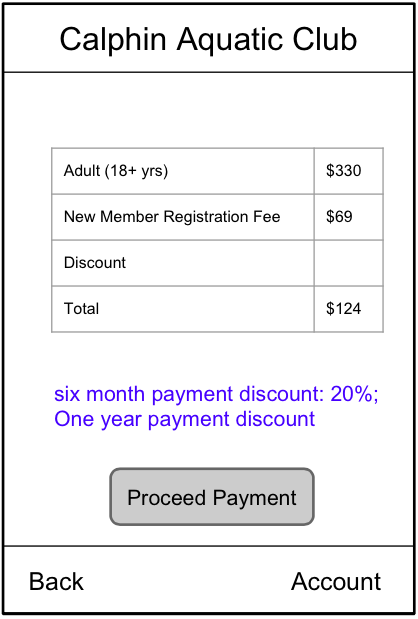 Calphin Aquatic Club
Adult (18+ yrs) $330
New Member Registration Fee $69
Discount
Total $124
six month payment discount: 20%;
One year payment discount
Proceed Payment
Back Account